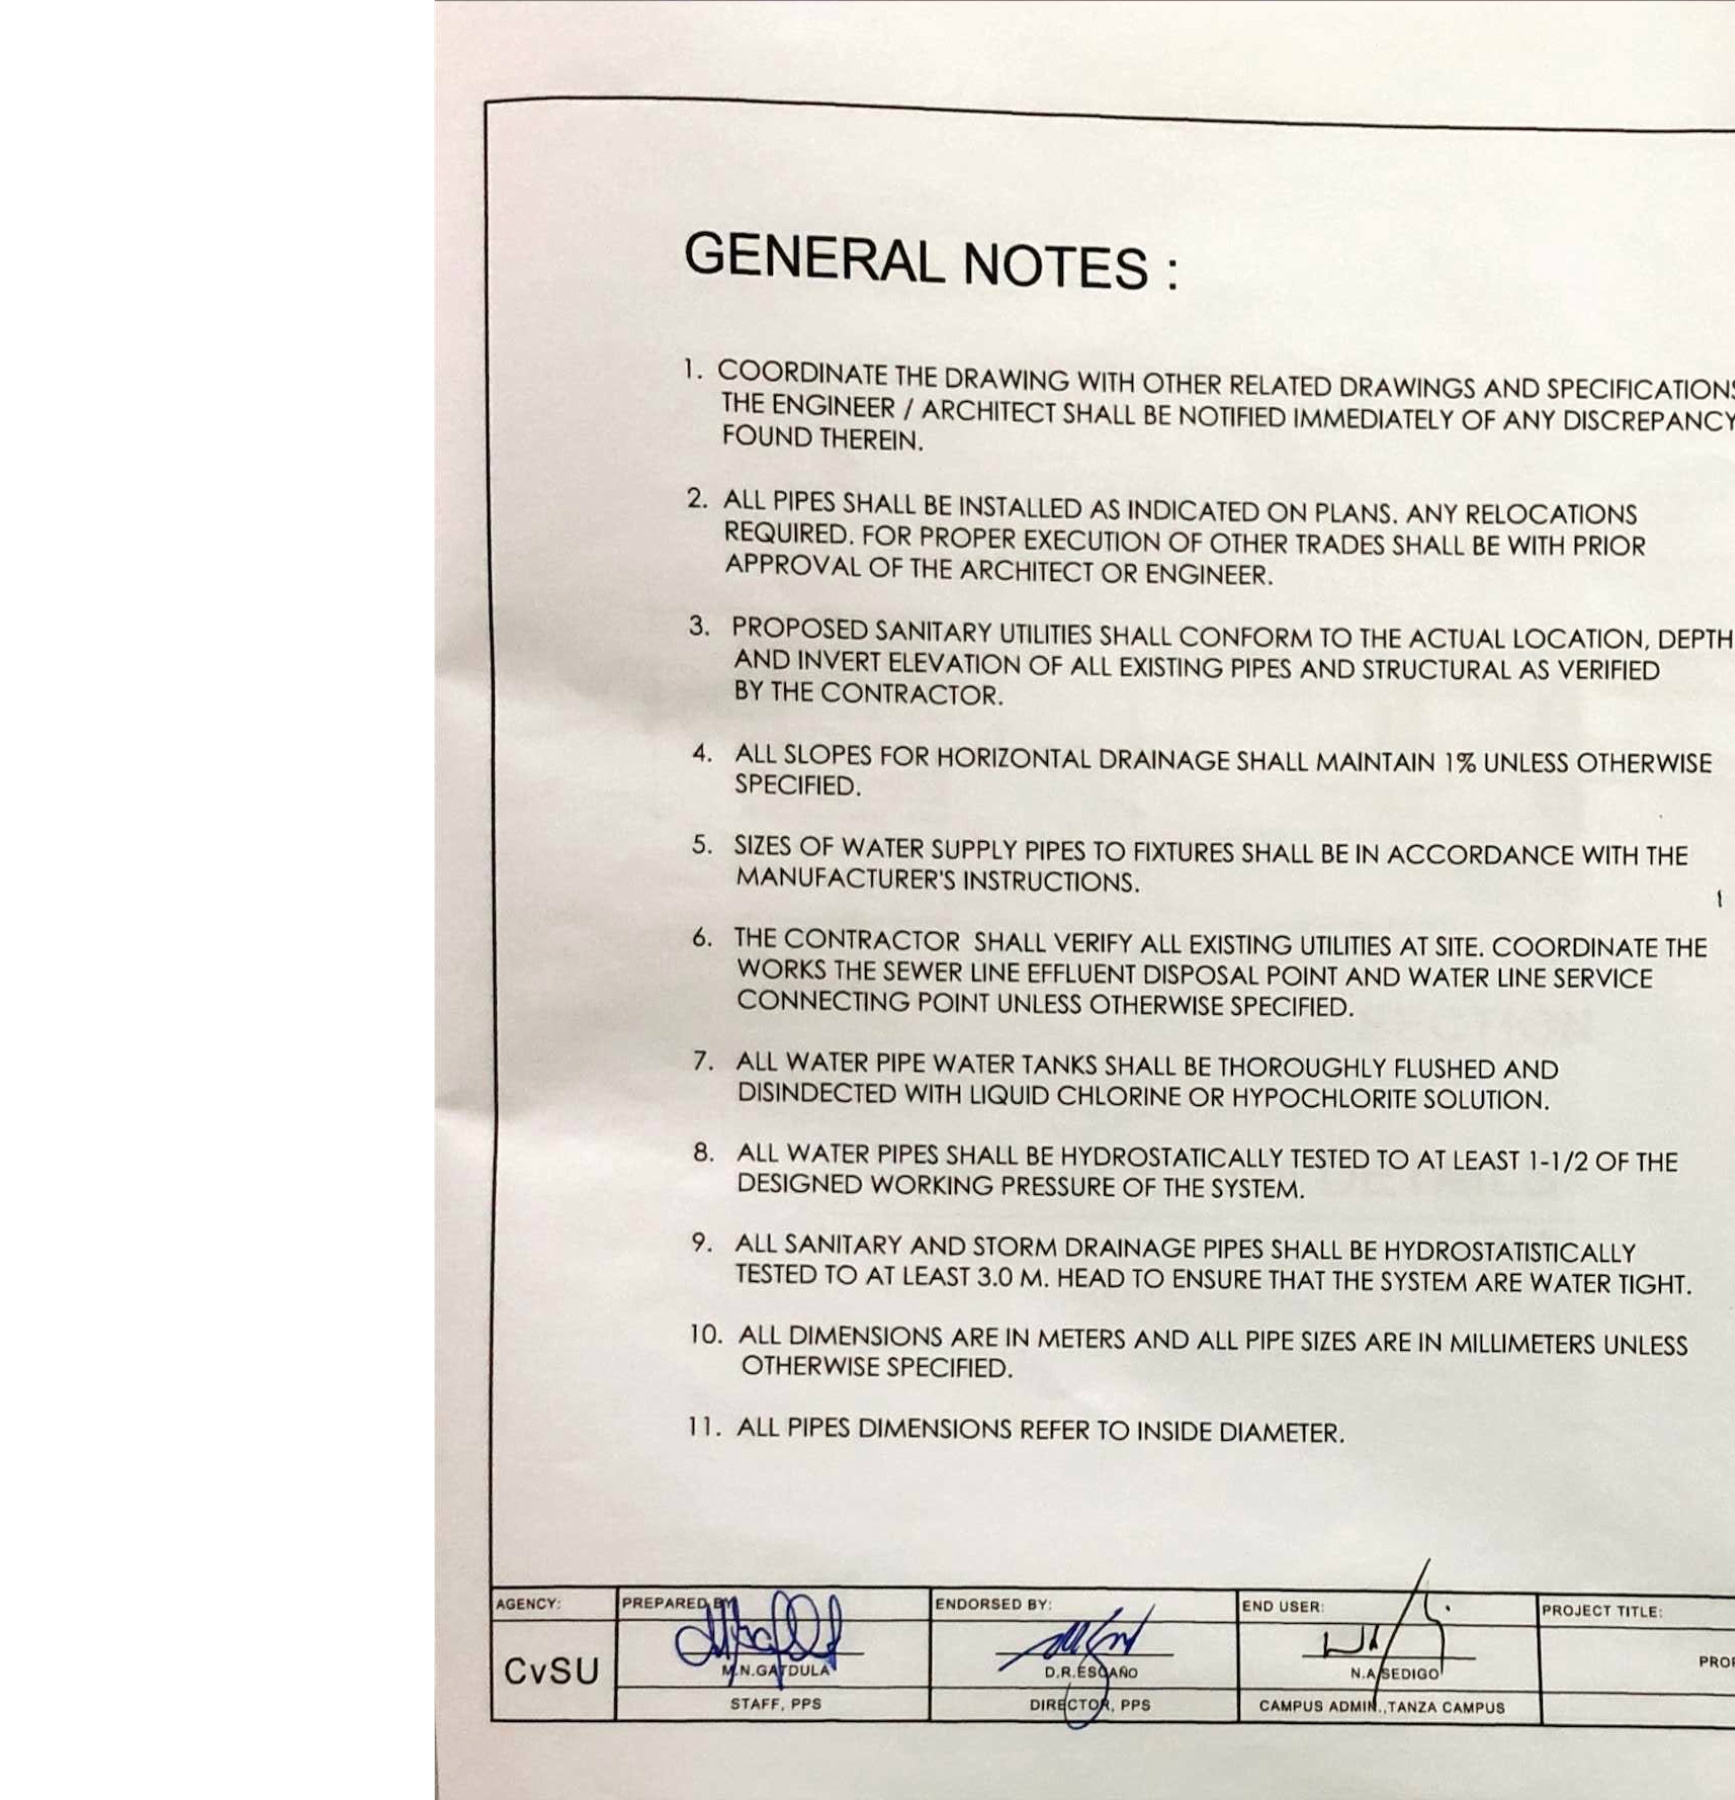 GENERAL NOTES :
1. COORDINATE THE DRAWING WITH OTHER RELATED DRAWINGS AND SPECIFICATIONS
THE ENGINEER / ARCHITECT SHALL BE NOTIFIED IMMEDIATELY OF ANY DISCREPANCY
FOUND THEREIN.
2. ALL PIPES SHALL BE INSTALLED AS INDICATED ON PLANS. ANY RELOCATIONS
REQUIRED. FOR PROPER EXECUTION OF OTHER TRADES SHALL BE WITH PRIOR
APPROVAL OF THE ARCHITECT OR ENGINEER.
3. PROPOSED SANITARY UTILITIES SHALL CONFORM TO THE ACTUAL LOCATION, DEPTH
AND INVERT ELEVATION OF ALL EXISTING PIPES AND STRUCTURAL AS VERIFIED
BY THE CONTRACTOR.
4. ALL SLOPES FOR HORIZONTAL DRAINAGE SHALL MAINTAIN 1% UNLESS OTHERWISE
SPECIFIED.
5. SIZES OF WATER SUPPLY PIPES TO FIXTURES SHALL BE IN ACCORDANCE WITH THE
MANUFACTURER'S INSTRUCTIONS.
6. THE CONTRACTOR SHALL VERIFY ALL EXISTING UTILITIES AT SITE. COORDINATE THE
WORKS THE SEWER LINE EFFLUENT DISPOSAL POINT AND WATER LINE SERVICE
CONNECTING POINT UNLESS OTHERWISE SPECIFIED.
7. ALL WATER PIPE WATER TANKS SHALL BE THOROUGHLY FLUSHED AND
DISINDECTED WITH LIQUID CHLORINE OR HYPOCHLORITE SOLUTION.
8. ALL WATER PIPES SHALL BE HYDROSTATICALLY TESTED TO AT LEAST 1-1/2 OF THE
DESIGNED WORKING PRESSURE OF THE SYSTEM.
9. ALL SANITARY AND STORM DRAINAGE PIPES SHALL BE HYDROSTATISTICALLY
TESTED TO AT LEAST 3.0 M. HEAD TO ENSURE THAT THE SYSTEM ARE WATER TIGHT.
10. ALL DIMENSIONS ARE IN METERS AND ALL PIPE SIZES ARE IN MILLIMETERS UNLESS
OTHERWISE SPECIFIED.
11. ALL PIPES DIMENSIONS REFER TO INSIDE DIAMETER.
AGENCY:
CvSU
PREPARED BY
M.N.GATDULA
STAFF, PPS
ENDORSED BY:
D.R.ESCAÑO
DIRECTOR, PPS
END USER:
N.A.SEDIGO
CAMPUS ADMIN.,TANZA CAMPUS
PROJECT TITLE: